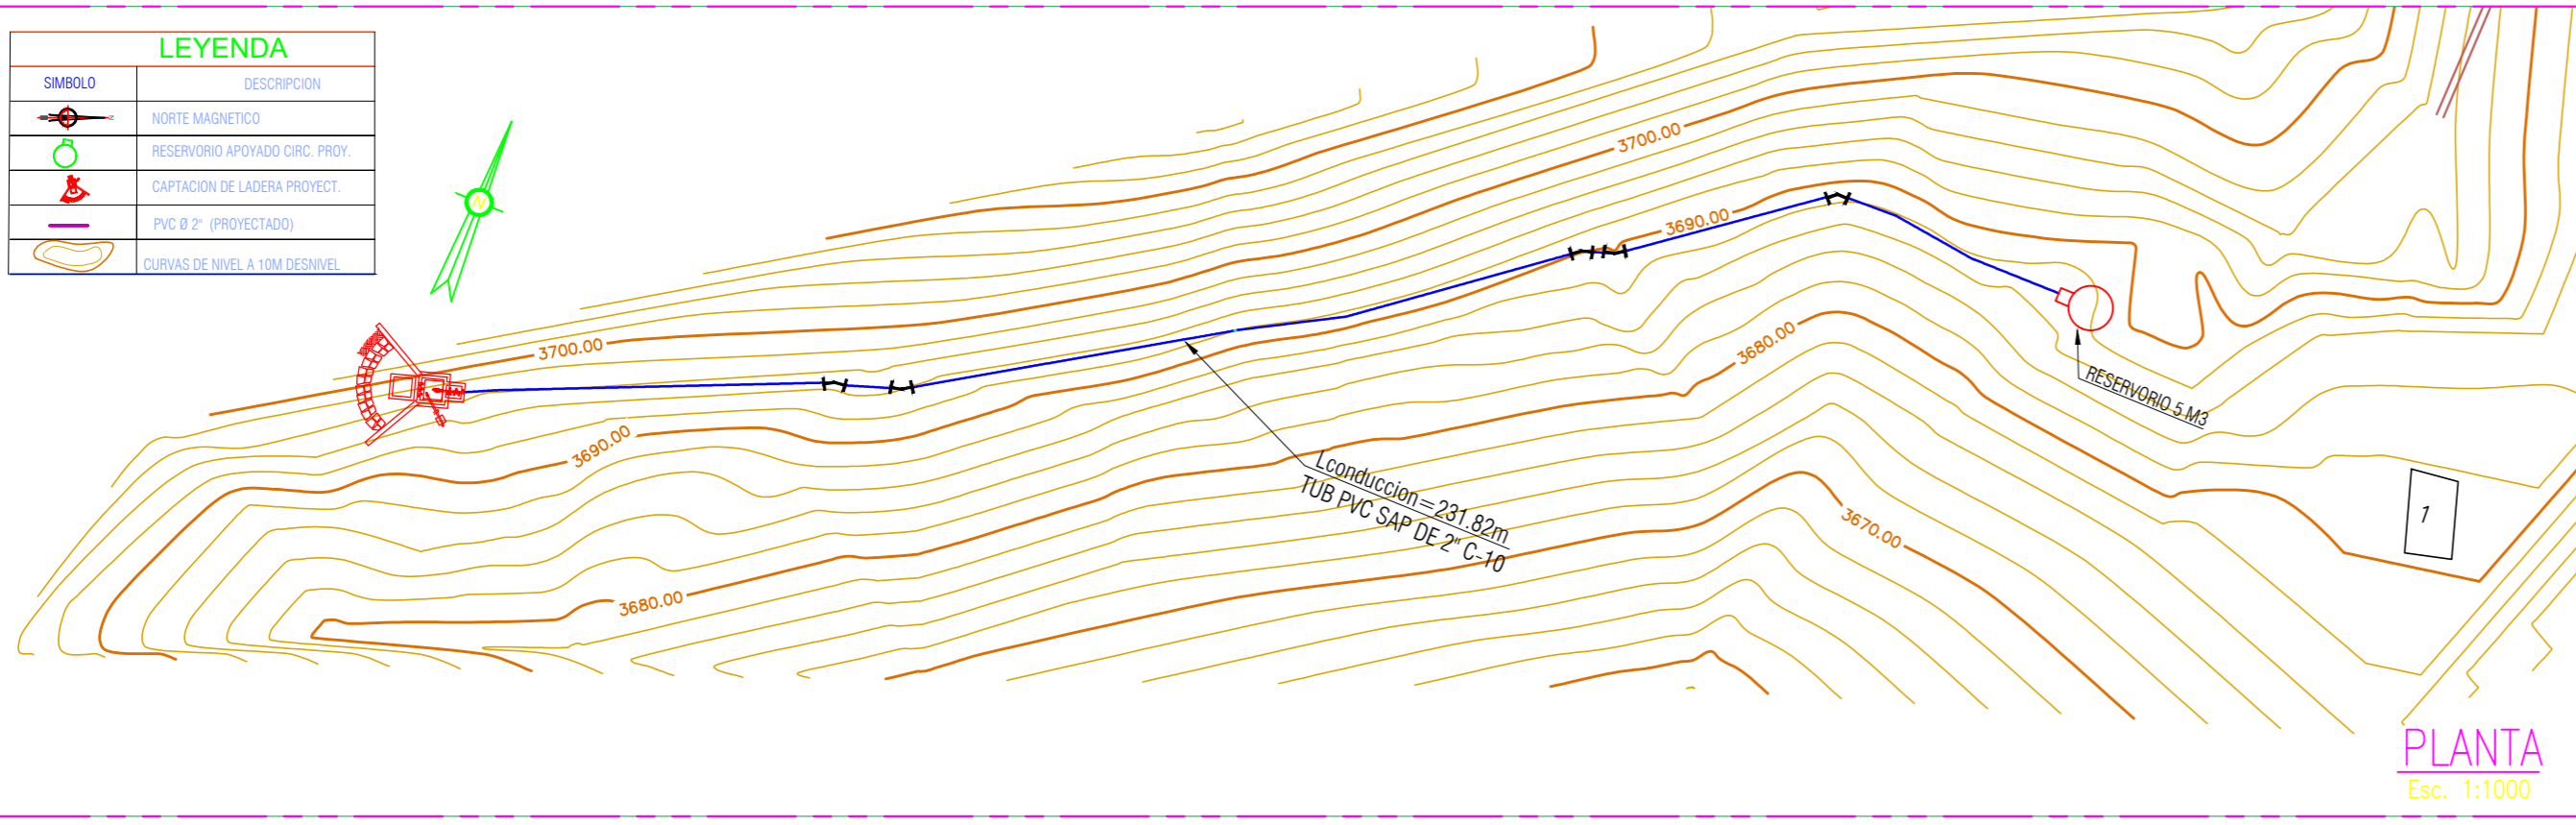 LEYENDA
SIMBOLO DESCRIPCION
NORTE MAGNETICO
RESERVORIO APOYADO CIRC. PROY.
CAPTACION DE LADERA PROYECT.
PVC Ø 2" (PROYECTADO)
CURVAS DE NIVEL A 10M DESNIVEL
N
3700.00
3700.00
3690.00
3690.00
3680.00
3680.00
3670.00
RESERVORIO 5 M3
Lconduccion=231.82m
TUB PVC SAP DE 2" C-10
1
PLANTA
Esc. 1:1000